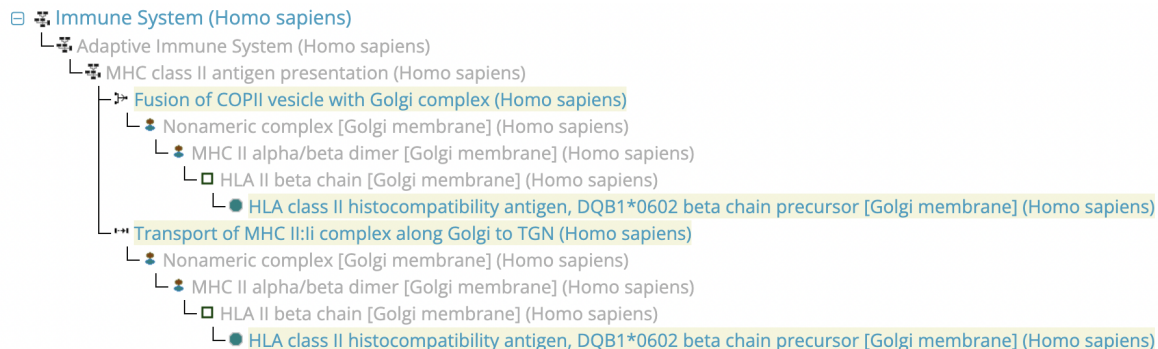 Immune System (Homo sapiens)
Adaptive Immune System (Homo sapiens)
MHC class II antigen presentation (Homo sapiens)
Fusion of COPII vesicle with Golgi complex (Homo sapiens)
Nonameric complex [Golgi membrane] (Homo sapiens)
MHC II alpha/beta dimer [Golgi membrane] (Homo sapiens)
HLA II beta chain [Golgi membrane] (Homo sapiens)
HLA class II histocompatibility antigen, DQB1*0602 beta chain precursor [Golgi membrane] (Homo sapiens)
Transport of MHC II:Ii complex along Golgi to TGN (Homo sapiens)
Nonameric complex [Golgi membrane] (Homo sapiens)
MHC II alpha/beta dimer [Golgi membrane] (Homo sapiens)
HLA II beta chain [Golgi membrane] (Homo sapiens)
HLA class II histocompatibility antigen, DQB1*0602 beta chain precursor [Golgi membrane] (Homo sapiens)